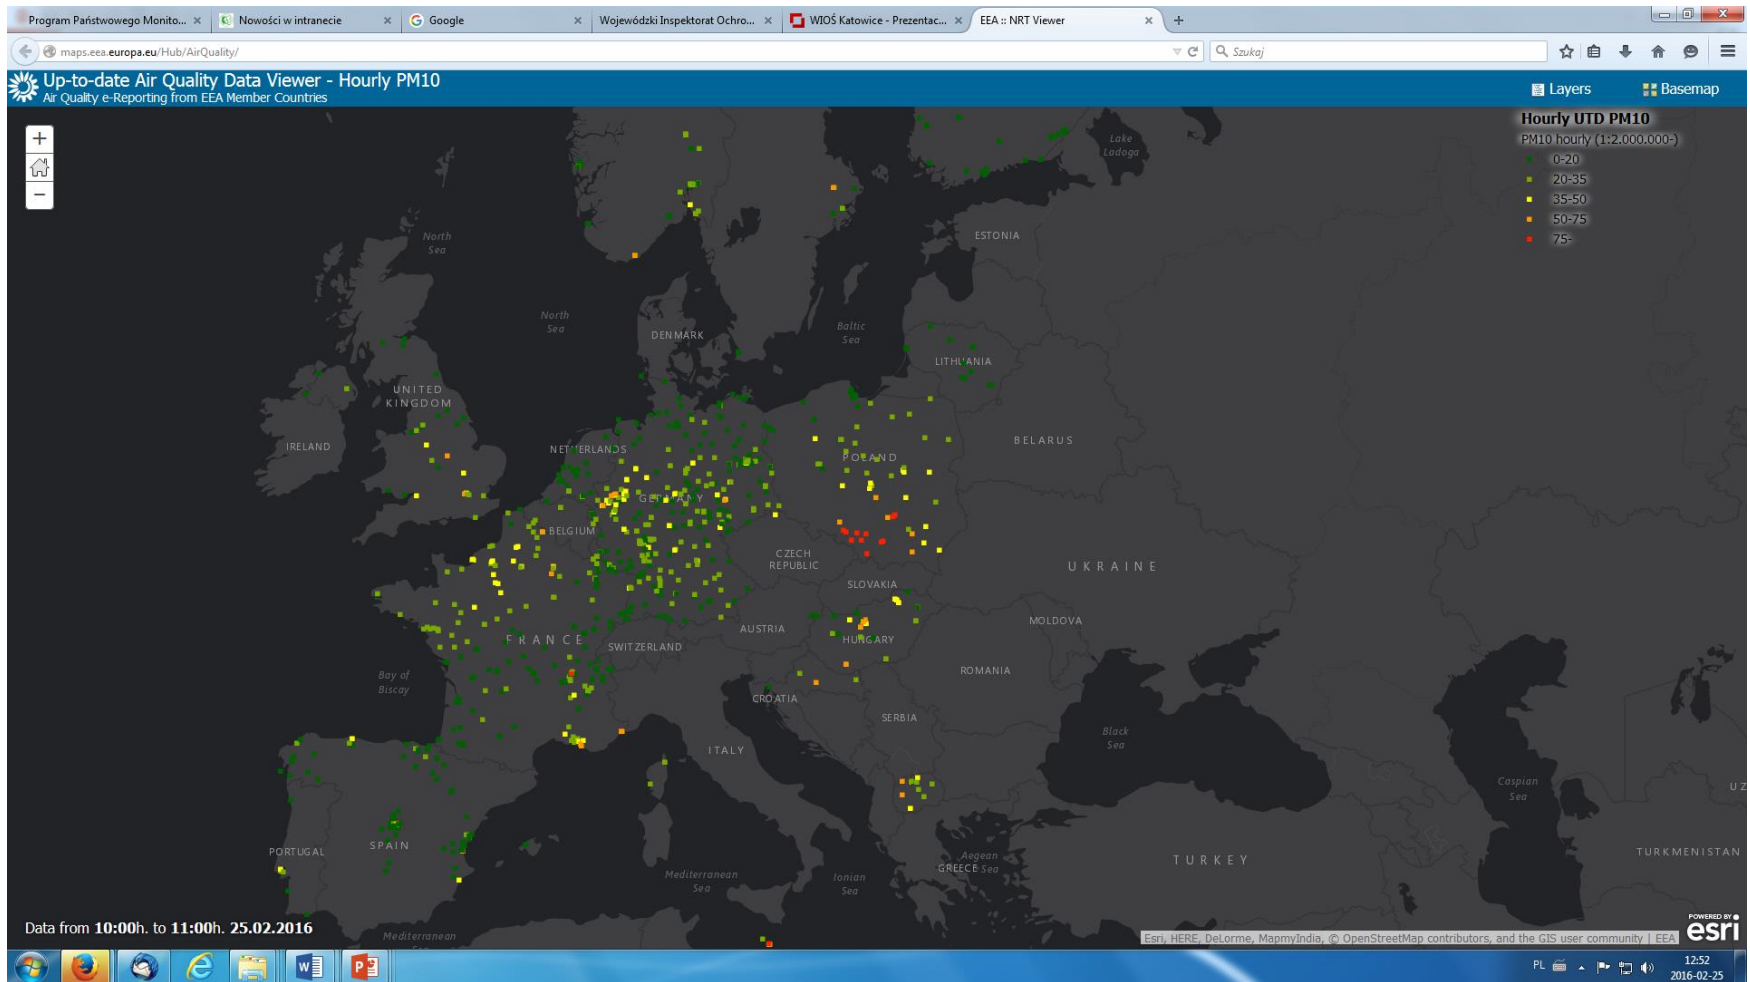 Program Państwowego Monito...
Nowości w intranecie
Google
Wojewódzki Inspektorat Ochro...
WIOŚ Katowice - Prezentac...
EEA :: NRT Viewer
maps.eea.europa.eu/Hub/AirQuality/
Szukaj
Up-to-date Air Quality Data Viewer - Hourly PM10
Air Quality e-Reporting from EEA Member Countries
Layers
Basemap
Hourly UTD PM10
PM10 hourly (1:2.000.000-)
0-20
20-35
35-50
50-75
75-
Lake
Ladoga
North
Sea
ESTONIA
North
Sea
DENMARK
Baltic
Sea
LITHUANIA
UNITED
KINGDOM
IRELAND
NETHERLANDS
BELARUS
POLAND
GERMANY
BELGIUM
CZECH
REPUBLIC
UKRAINE
SLOVAKIA
MOLDOVA
AUSTRIA
FRANCE
SWITZERLAND
HUNGARY
ROMANIA
Bay of
Biscay
CROATIA
SERBIA
Black
Sea
ITALY
Caspian
Sea
UZ
PORTUGAL
SPAIN
Aegean
Sea
GREECE
TURKEY
TURKMENISTAN
Mediterranean
Sea
Ionian
Sea
Data from 10:00h. to 11:00h. 25.02.2016
Mediterranean
Esri, HERE, DeLorme, MapmyIndia, © OpenStreetMap contributors, and the GIS user community | EEA
POWERED BY
esri
PL
12:52
2016-02-25